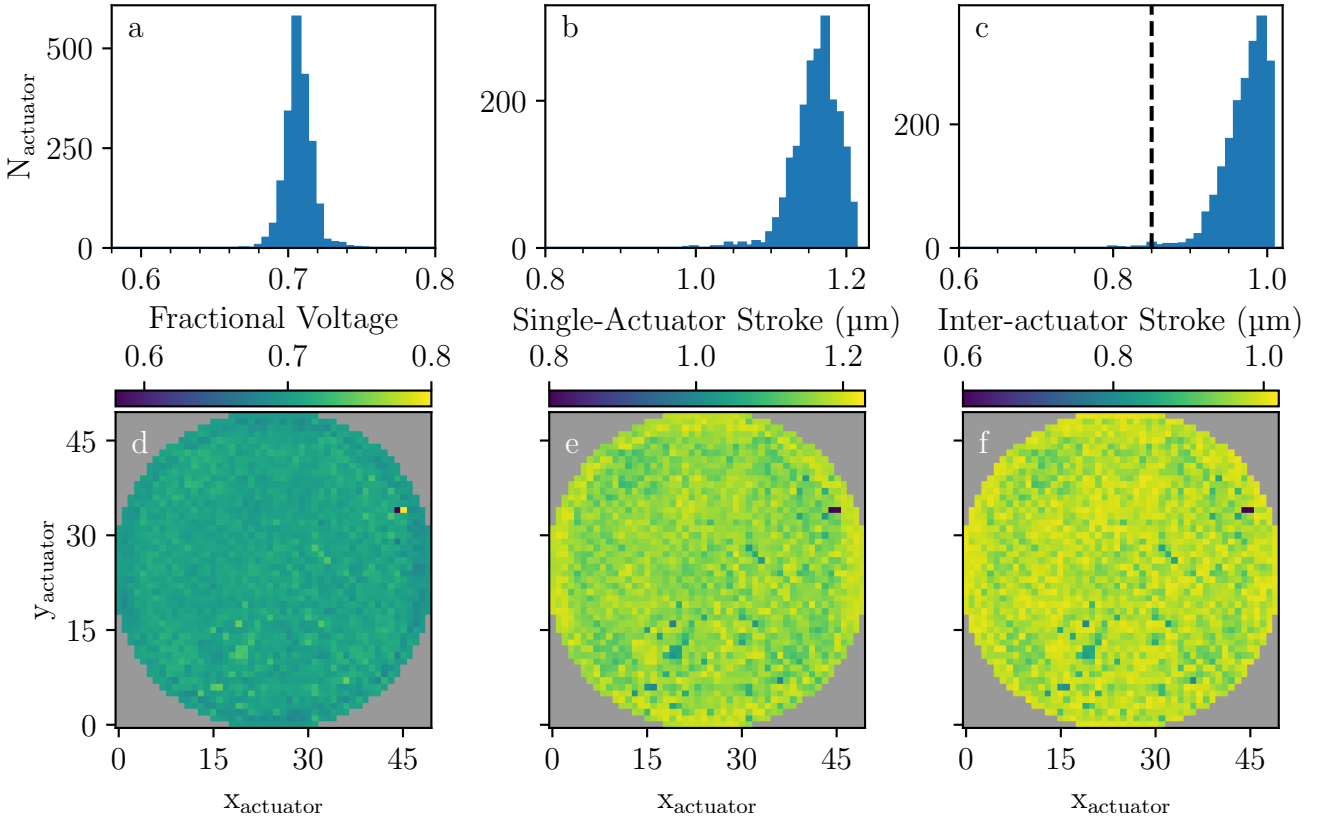 a b c
500
250
0
200
0
200
0
N_actuator
0.6 0.7 0.8
0.8 1.0 1.2
0.6 0.8 1.0
Fractional Voltage Single-Actuator Stroke (µm) Inter-actuator Stroke (µm)
0.6 0.7 0.8
0.8 1.0 1.2
0.6 0.8 1.0
d e f
45
30
15
0
y_actuator
0 15 30 45
0 15 30 45
0 15 30 45
x_actuator x_actuator x_actuator